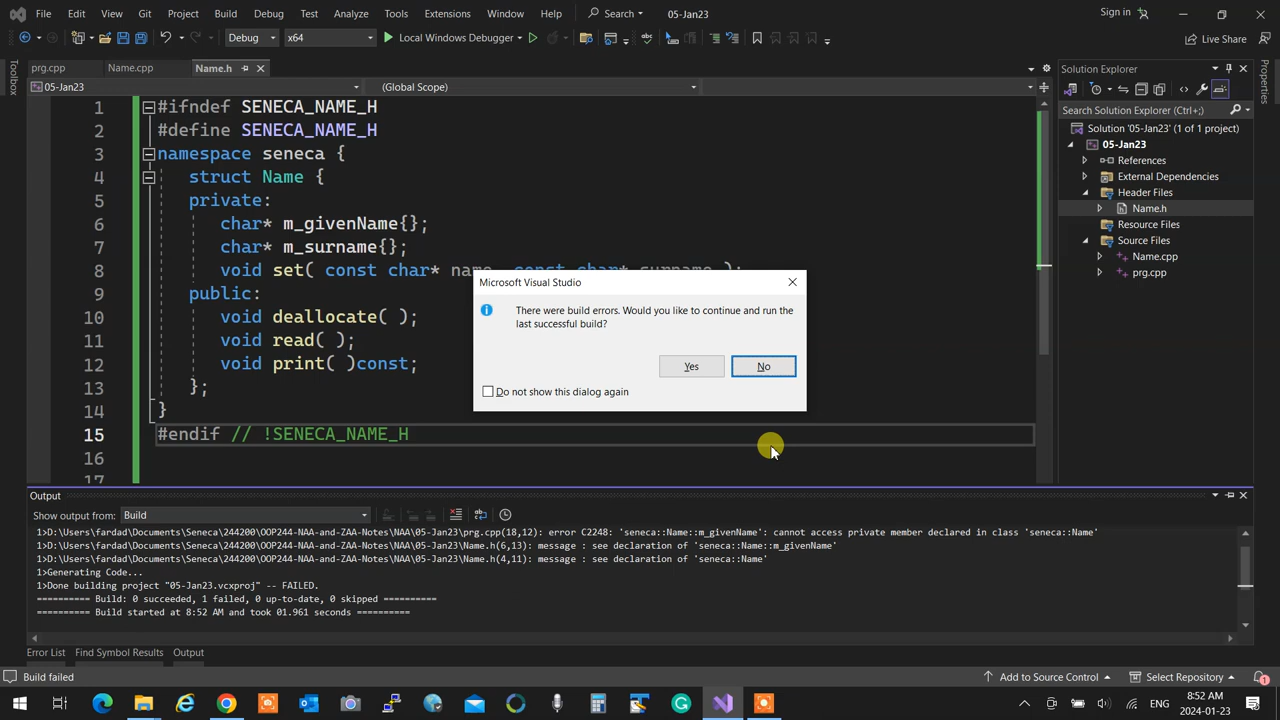 File Edit View Git Project Build Debug Test Analyze Tools Extensions Window Help Search 05-Jan23 Sign in
Debug x64 Local Windows Debugger Live Share
Toolbox
prg.cpp Name.cpp Name.h
05-Jan23 (Global Scope)
1 #ifndef SENECA_NAME_H
2 #define SENECA_NAME_H
3 namespace seneca {
4 struct Name {
5 private:
6 char* m_givenName{};
7 char* m_surname{};
8 void set( const char* name, const char* surname );
9 public:
10 void deallocate( );
11 void read( );
12 void print( )const;
13 };
14 }
15 #endif // !SENECA_NAME_H
16
17
Microsoft Visual Studio
There were build errors. Would you like to continue and run the
last successful build?
Yes No
Do not show this dialog again
Solution Explorer
Search Solution Explorer (Ctrl+;)
Solution '05-Jan23' (1 of 1 project)
05-Jan23
References
External Dependencies
Header Files
Name.h
Resource Files
Source Files
Name.cpp
prg.cpp
Properties
Output
Show output from: Build
1>D:\Users\fardad\Documents\Seneca\244200\OOP244-NAA-and-ZAA-Notes\NAA\05-Jan23\prg.cpp(18,12): error C2248: 'seneca::Name::m_givenName': cannot access private member declared in class 'seneca::Name'
1>D:\Users\fardad\Documents\Seneca\244200\OOP244-NAA-and-ZAA-Notes\NAA\05-Jan23\Name.h(6,13): message : see declaration of 'seneca::Name::m_givenName'
1>D:\Users\fardad\Documents\Seneca\244200\OOP244-NAA-and-ZAA-Notes\NAA\05-Jan23\Name.h(4,11): message : see declaration of 'seneca::Name'
1>Generating Code...
1>Done building project "05-Jan23.vcxproj" -- FAILED.
========== Build: 0 succeeded, 1 failed, 0 up-to-date, 0 skipped ==========
========== Build started at 8:52 AM and took 01.961 seconds ==========
Error List Find Symbol Results Output
Build failed Add to Source Control Select Repository 1
ENG 8:52 AM
2024-01-23